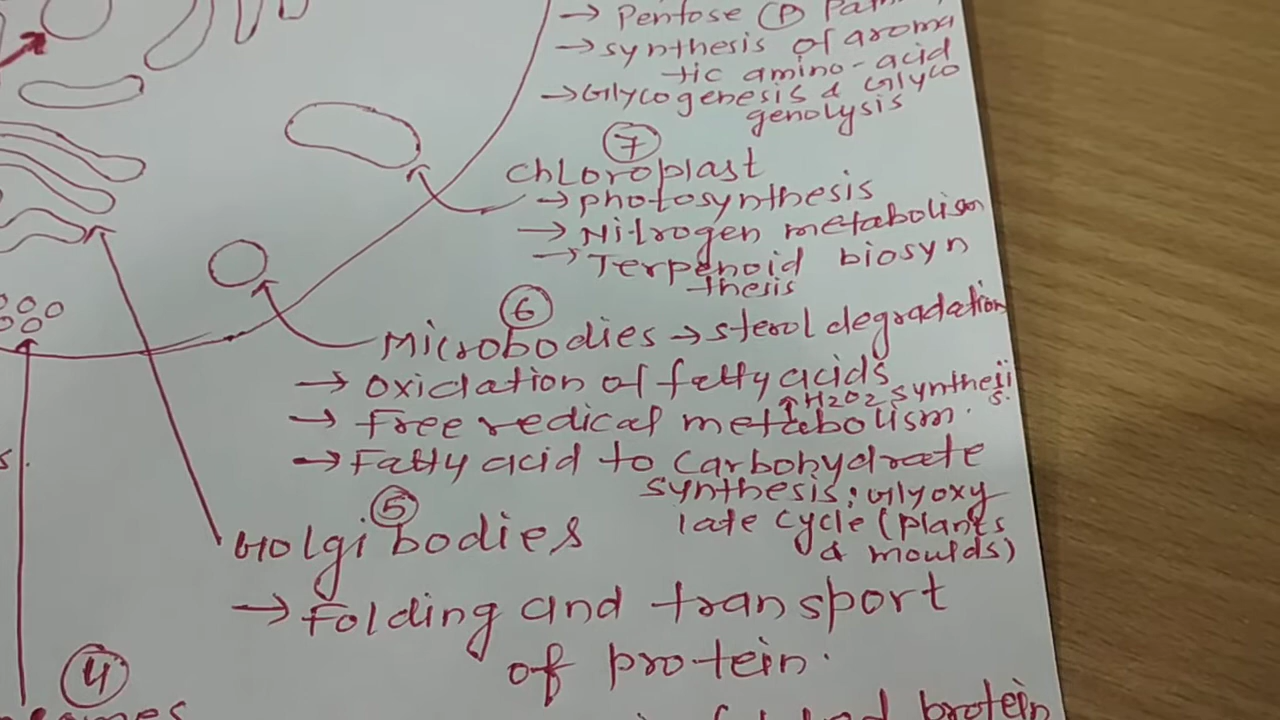 → Pentose (P)
→ synthesis of aroma
tic amino-acid
→ Glycogenesis & Glyco
genolysis
7
chloroplast
→ photosynthesis
→ Nitrogen metabolism
→ Terpenoid biosyn
thesis
6
Microbodies → sterol degradation
→ oxidation of fatty acids
↑ H2O2 synthesis.
→ Free redical metabolism.
→ Fatty acid to carbohydrate
synthesis; Glyoxy
late cycle (plants
& moulds)
5
Golgi bodies
→ Folding and transport
of protein.
4
protein